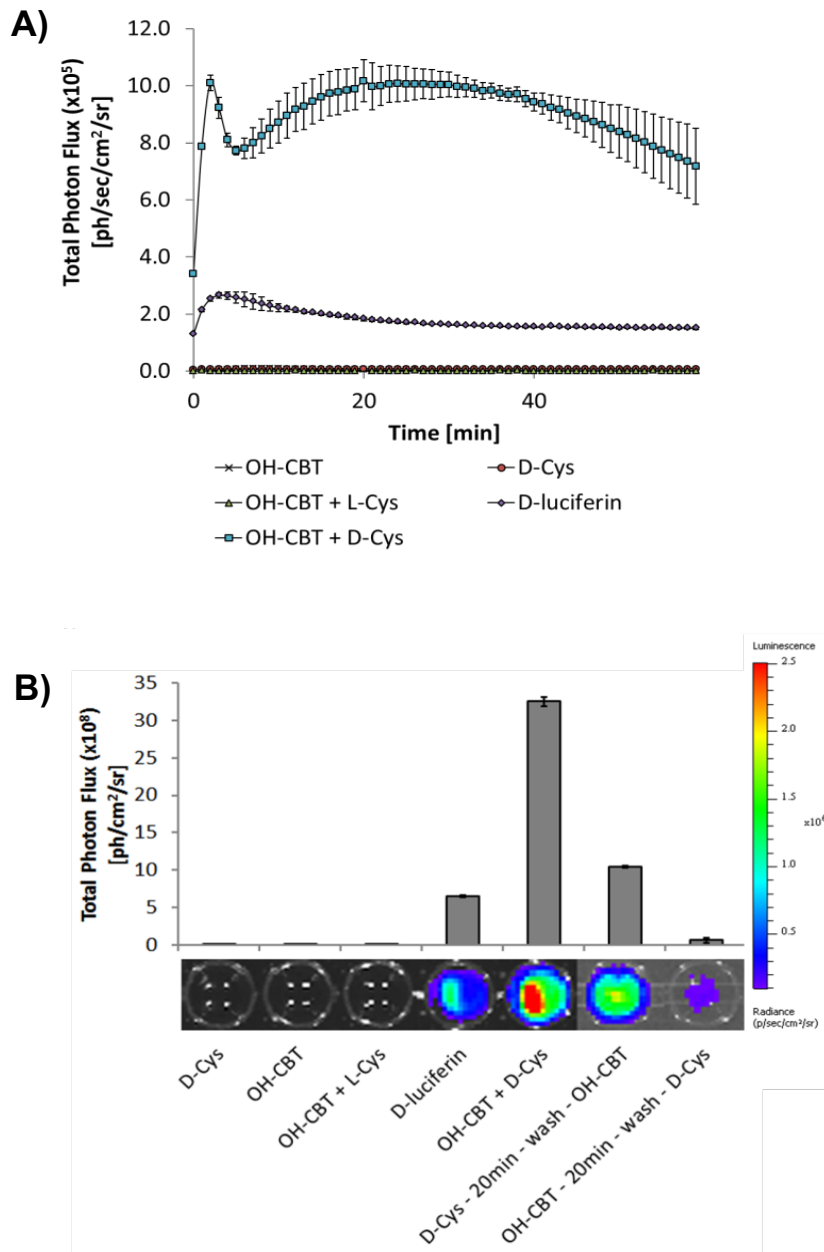 A)
Total Photon Flux (x10⁵)
[ph/sec/cm²/sr]
12.0
10.0
8.0
6.0
4.0
2.0
0.0
0
20
40
Time [min]
OH-CBT
D-Cys
OH-CBT + L-Cys
D-luciferin
OH-CBT + D-Cys
B)
Total Photon Flux (x10⁸)
[ph/cm²/sr]
35
30
25
20
15
10
5
0
Luminescence
2.5
2.0
1.5
x10⁶
1.0
0.5
Radiance
(p/sec/cm²/sr)
D-Cys
OH-CBT
OH-CBT + L-Cys
D-luciferin
OH-CBT + D-Cys
D-Cys - 20min - wash - OH-CBT
OH-CBT - 20min - wash - D-Cys